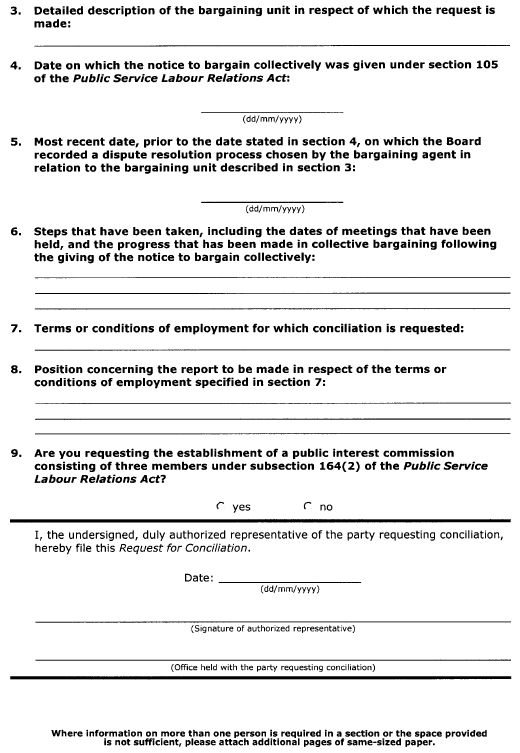 3. Detailed description of the bargaining unit in respect of which the request is
made:
4. Date on which the notice to bargain collectively was given under section 105
of the Public Service Labour Relations Act:
(dd/mm/yyyy)
5. Most recent date, prior to the date stated in section 4, on which the Board
recorded a dispute resolution process chosen by the bargaining agent in
relation to the bargaining unit described in section 3:
(dd/mm/yyyy)
6. Steps that have been taken, including the dates of meetings that have been
held, and the progress that has been made in collective bargaining following
the giving of the notice to bargain collectively:
7. Terms or conditions of employment for which conciliation is requested:
8. Position concerning the report to be made in respect of the terms or
conditions of employment specified in section 7:
9. Are you requesting the establishment of a public interest commission
consisting of three members under subsection 164(2) of the Public Service
Labour Relations Act?
yes no
I, the undersigned, duly authorized representative of the party requesting conciliation,
hereby file this Request for Conciliation.
Date:
(dd/mm/yyyy)
(Signature of authorized representative)
(Office held with the party requesting conciliation)
Where information on more than one person is required in a section or the space provided
is not sufficient, please attach additional pages of same-sized paper.